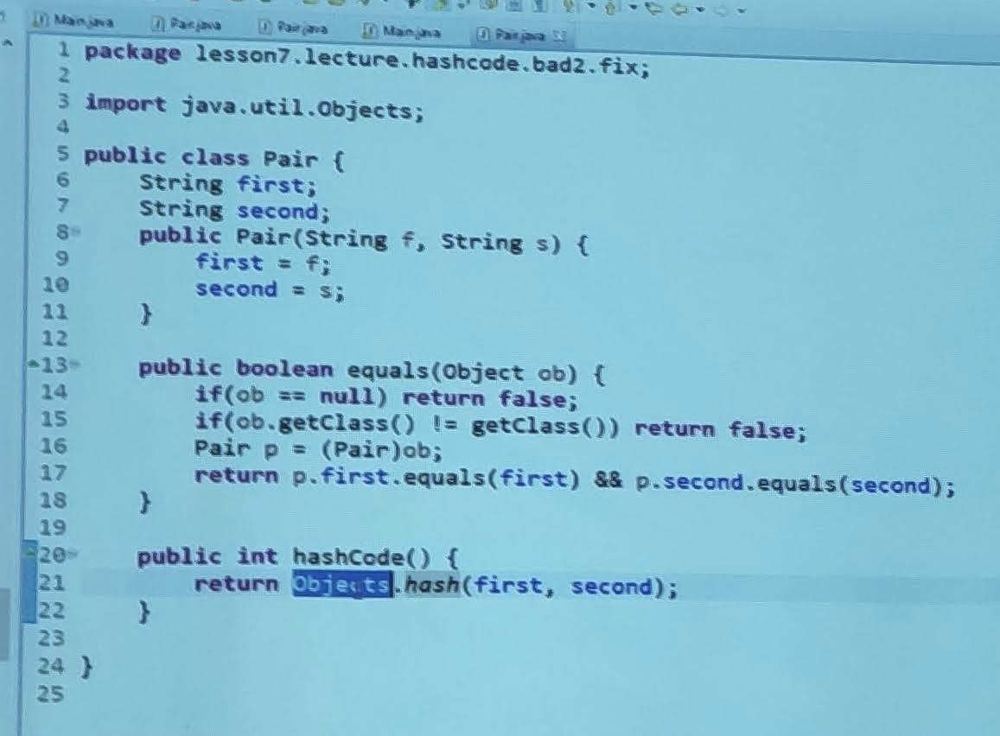 Main.java Pair.java Pair.java Main.java Pair.java
1 package lesson7.lecture.hashcode.bad2.fix;
2
3 import java.util.Objects;
4
5 public class Pair {
6 String first;
7 String second;
8 public Pair(String f, String s) {
9 first = f;
10 second = s;
11 }
12
13 public boolean equals(Object ob) {
14 if(ob == null) return false;
15 if(ob.getClass() != getClass()) return false;
16 Pair p = (Pair)ob;
17 return p.first.equals(first) && p.second.equals(second);
18 }
19
20 public int hashCode() {
21 return Objects.hash(first, second);
22 }
23
24 }
25